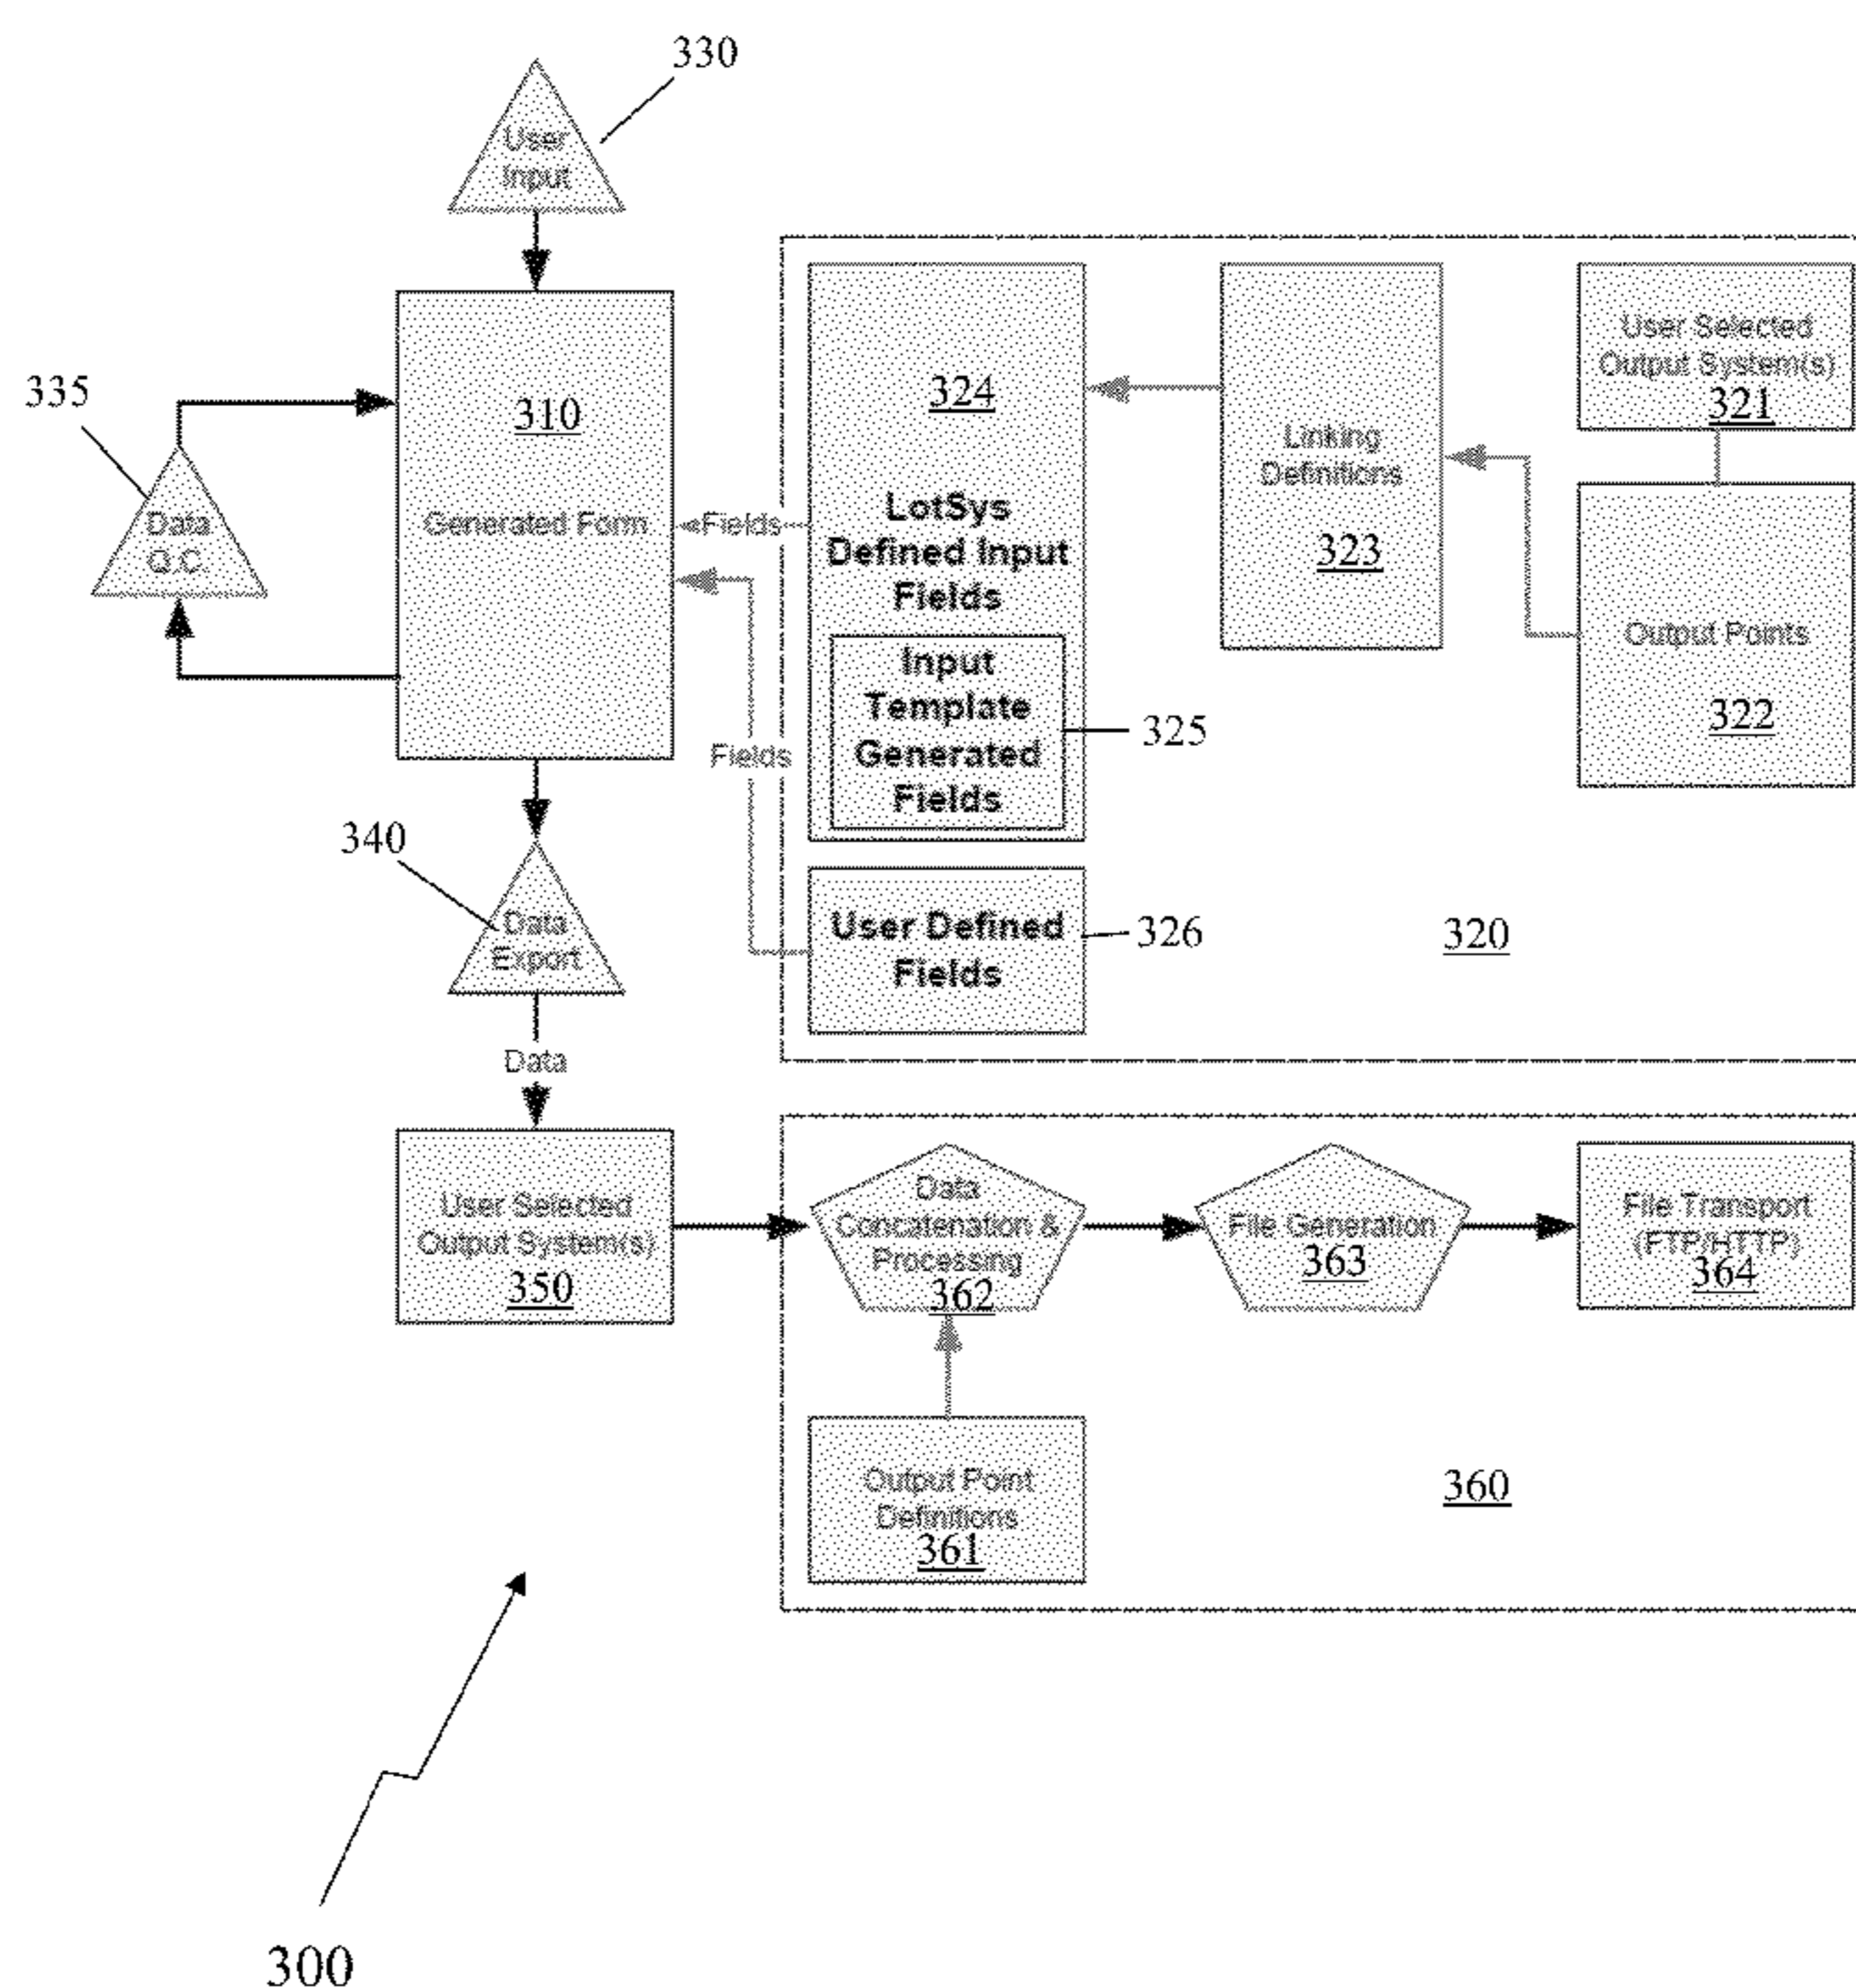 330
User
Input
335
310
Generated Form
Data
Q.C.
Fields
Fields
324
LotSys
Defined Input
Fields
Input
Template
Generated
Fields
325
Linking
Definitions
323
User Selected
Output System(s)
321
Output Points
322
User Defined
Fields
326
320
340
Data
Export
Data
User Selected
Output System(s)
350
Data
Concatenation &
Processing
362
File Generation
363
File Transport
(FTP/HTTP)
364
Output Point
Definitions
361
360
300